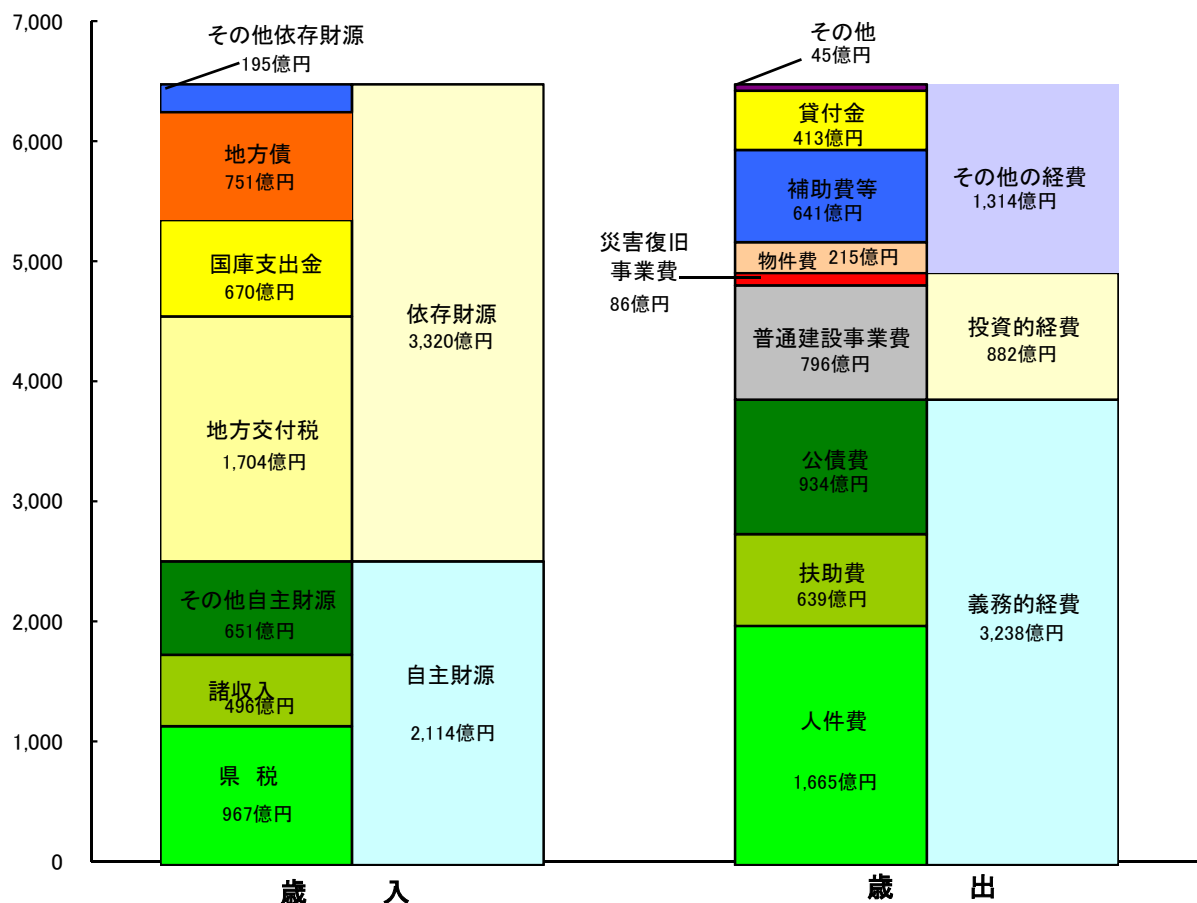 7,000
6,000
5,000
4,000
3,000
2,000
1,000
0
その他依存財源
195億円
地方債
751億円
国庫支出金
670億円
地方交付税
1,704億円
その他自主財源
651億円
諸収入
496億円
県 税
967億円
依存財源
3,320億円
自主財源
2,114億円
歳 入
その他
45億円
貸付金
413億円
補助費等
641億円
物件費 215億円
災害復旧
事業費
86億円
普通建設事業費
796億円
公債費
934億円
扶助費
639億円
人件費
1,665億円
その他の経費
1,314億円
投資的経費
882億円
義務的経費
3,238億円
歳 出